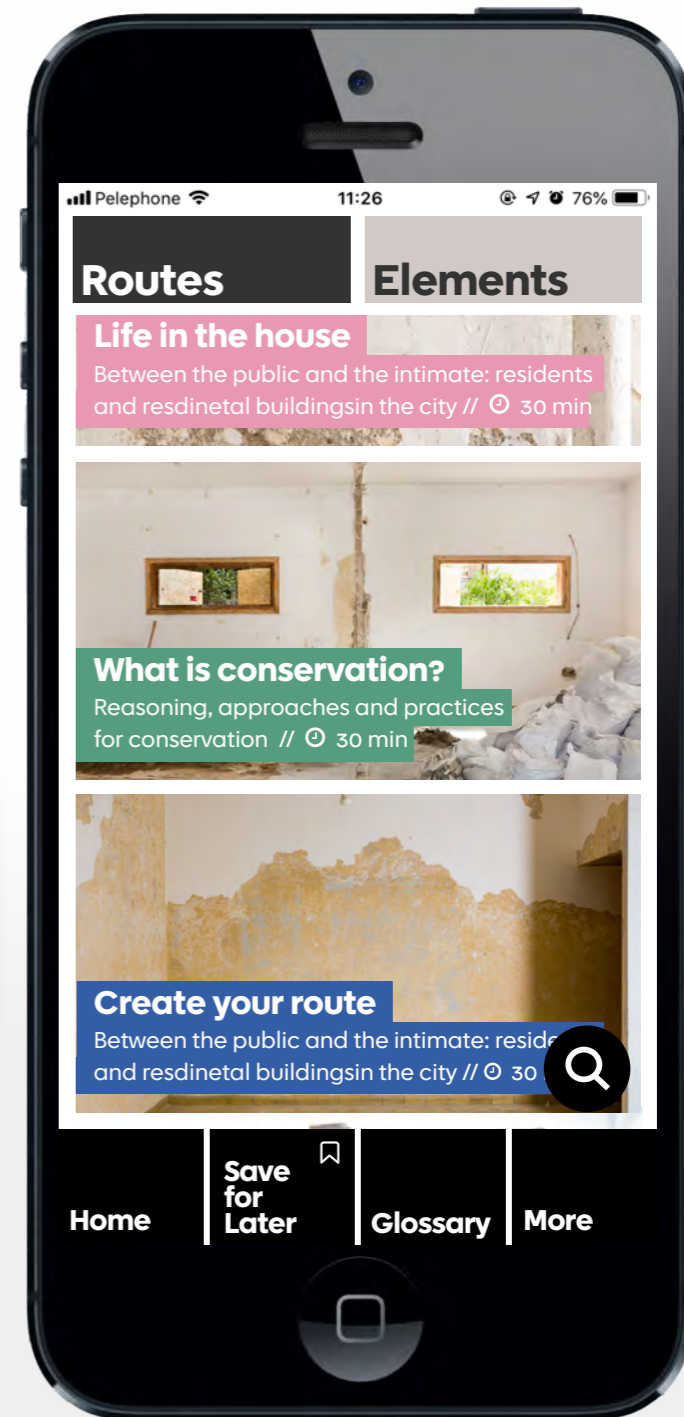 Pelephone 11:26 76%
Routes Elements
Life in the house
Between the public and the intimate: residents
and resdinetal buildingsin the city // 30 min
What is conservation?
Reasoning, approaches and practices
for conservation // 30 min
Create your route
Between the public and the intimate: reside
and resdinetal buildingsin the city // 30
Home
Save
for
Later
Glossary
More